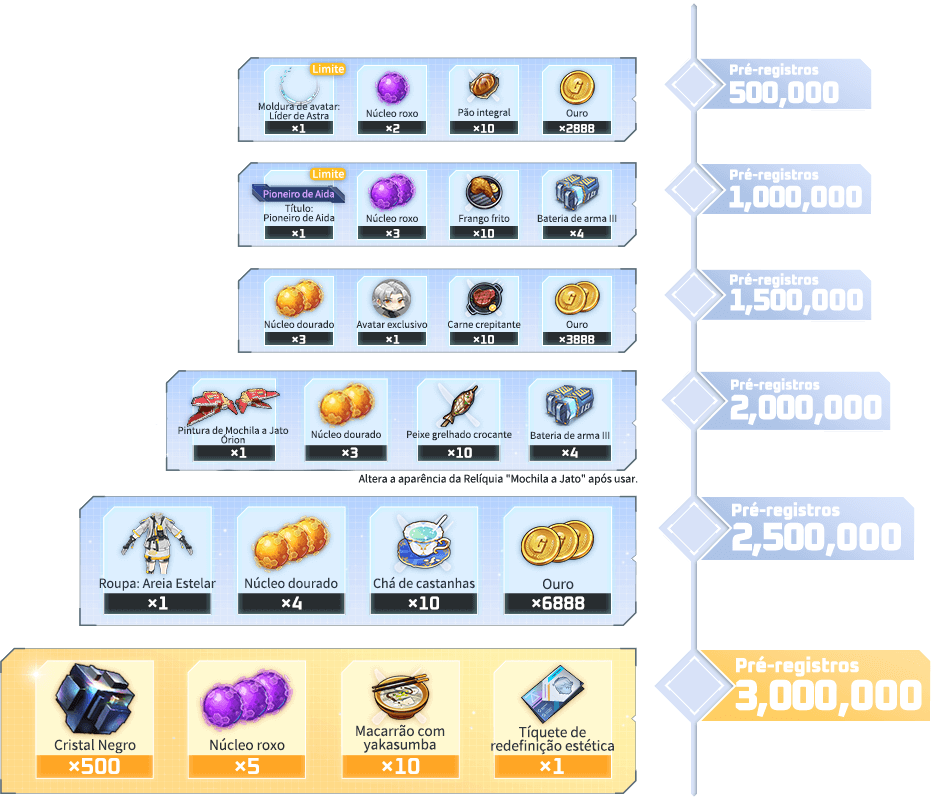 Limite
Moldura de avatar:
Líder de Astra
×1
Núcleo roxo
×2
Pão integral
×10
Ouro
×2888
Pré-registros
500,000
Limite
Pioneiro de Aida
Título:
Pioneiro de Aida
×1
Núcleo roxo
×3
Frango frito
×10
Bateria de arma III
×4
Pré-registros
1,000,000
Núcleo dourado
×3
Avatar exclusivo
×1
Carne crepitante
×10
Ouro
×3888
Pré-registros
1,500,000
Pintura de Mochila a Jato
Órion
×1
Núcleo dourado
×3
Peixe grelhado crocante
×10
Bateria de arma III
×4
Pré-registros
2,000,000
Altera a aparência da Relíquia "Mochila a Jato" após usar.
Roupa: Areia Estelar
×1
Núcleo dourado
×4
Chá de castanhas
×10
Ouro
×6888
Pré-registros
2,500,000
Cristal Negro
×500
Núcleo roxo
×5
Macarrão com
yakasumba
×10
Tíquete de
redefinição estética
×1
Pré-registros
3,000,000